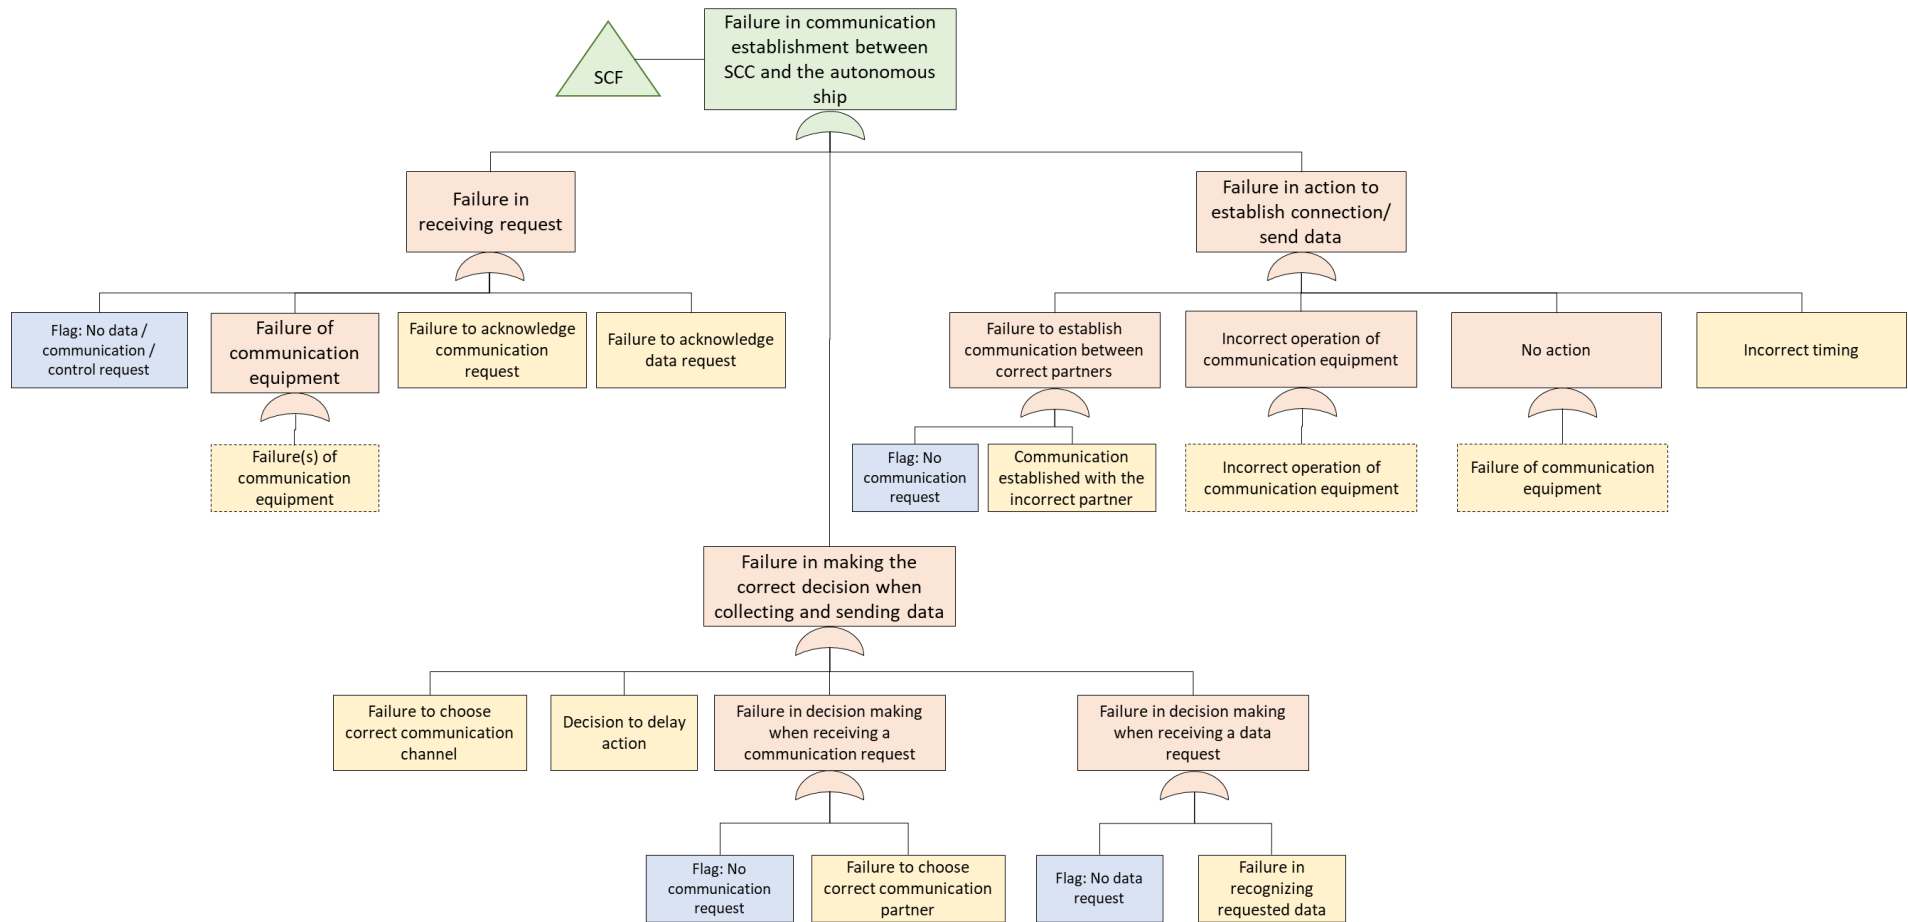 Failure in communication
establishment between
SCC and the autonomous
ship
SCF
Failure in
receiving request
Failure in action to
establish connection/
send data
Flag: No data /
communication /
control request
Failure of
communication
equipment
Failure to acknowledge
communication
request
Failure to acknowledge
data request
Failure to establish
communication between
correct partners
Incorrect operation of
communication equipment
No action
Incorrect timing
Failure(s) of
communication
equipment
Flag: No
communication
request
Communication
established with the
incorrect partner
Incorrect operation of
communication equipment
Failure of communication
equipment
Failure in making the
correct decision when
collecting and sending data
Failure to choose
correct communication
channel
Decision to delay
action
Failure in decision making
when receiving a
communication request
Failure in decision making
when receiving a data
request
Flag: No
communication
request
Failure to choose
correct communication
partner
Flag: No data
request
Failure in
recognizing
requested data